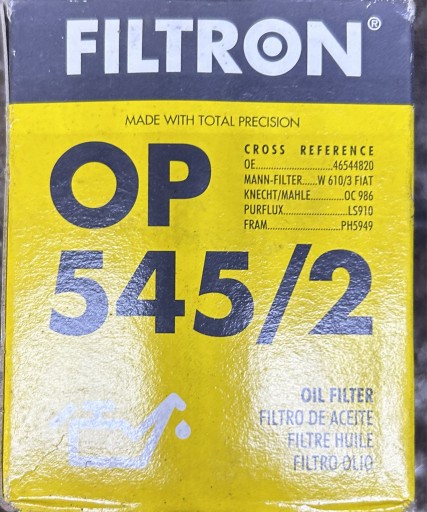 FILTRON®
MADE WITH TOTAL PRECISION
OP
545/2
CROSS REFERENCE
OE....................46544820
MANN-FILTER......W 610/3 FIAT
KNECHT/MAHLE.............OC 986
PURFLUX.........................LS910
FRAM............................PH5949
OIL FILTER
FILTRO DE ACEITE
FILTRE HUILE
FILTRO OLIO